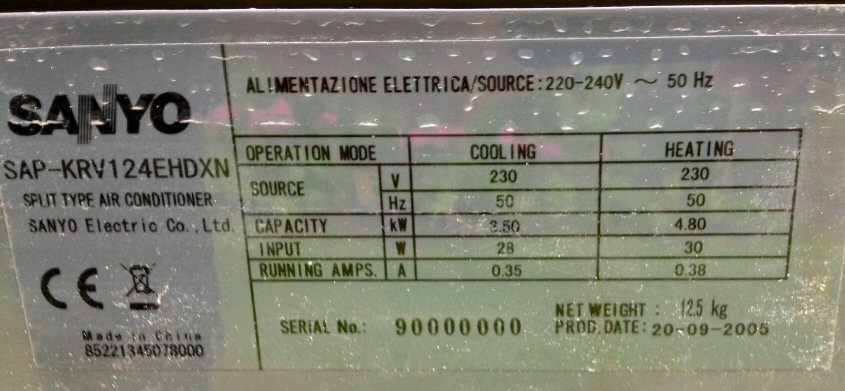 SANYO
SAP-KRV124EHDXN
SPLIT TYPE AIR CONDITIONER
SANYO Electric Co., Ltd.
CE
Made in China
85221345078000
ALIMENTAZIONE ELETTRICA/SOURCE:220-240V ~ 50 Hz
OPERATION MODE COOLING HEATING
SOURCE V 230 230
Hz 50 50
CAPACITY kW 3.50 4.80
INPUT W 28 30
RUNNING AMPS. A 0.35 0.38
SERIAL No.: 90000000
NET WEIGHT : 12.5 kg
PROD. DATE: 20-09-2005